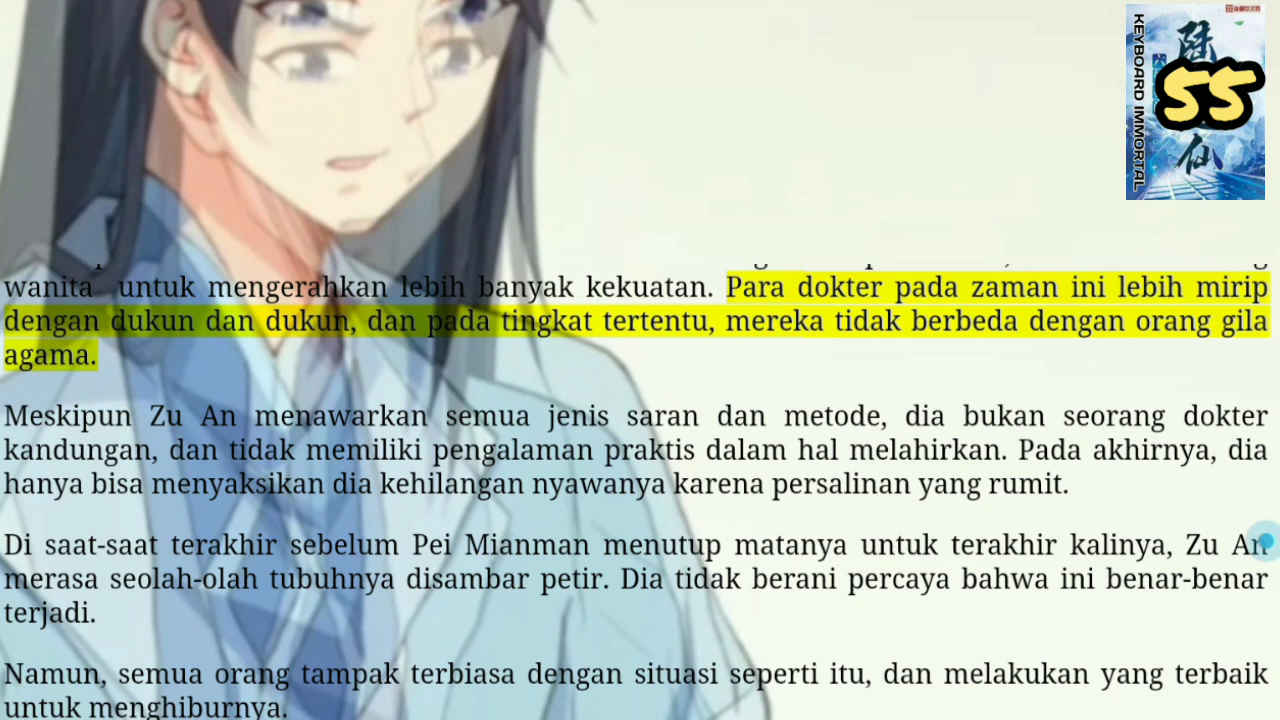 KEYBOARD IMMORTAL
陆
仙
55
wanita untuk mengerahkan lebih banyak kekuatan. Para dokter pada zaman ini lebih mirip
dengan dukun dan dukun, dan pada tingkat tertentu, mereka tidak berbeda dengan orang gila
agama.
Meskipun Zu An menawarkan semua jenis saran dan metode, dia bukan seorang dokter
kandungan, dan tidak memiliki pengalaman praktis dalam hal melahirkan. Pada akhirnya, dia
hanya bisa menyaksikan dia kehilangan nyawanya karena persalinan yang rumit.
Di saat-saat terakhir sebelum Pei Mianman menutup matanya untuk terakhir kalinya, Zu An
merasa seolah-olah tubuhnya disambar petir. Dia tidak berani percaya bahwa ini benar-benar
terjadi.
Namun, semua orang tampak terbiasa dengan situasi seperti itu, dan melakukan yang terbaik
untuk menghiburnya.